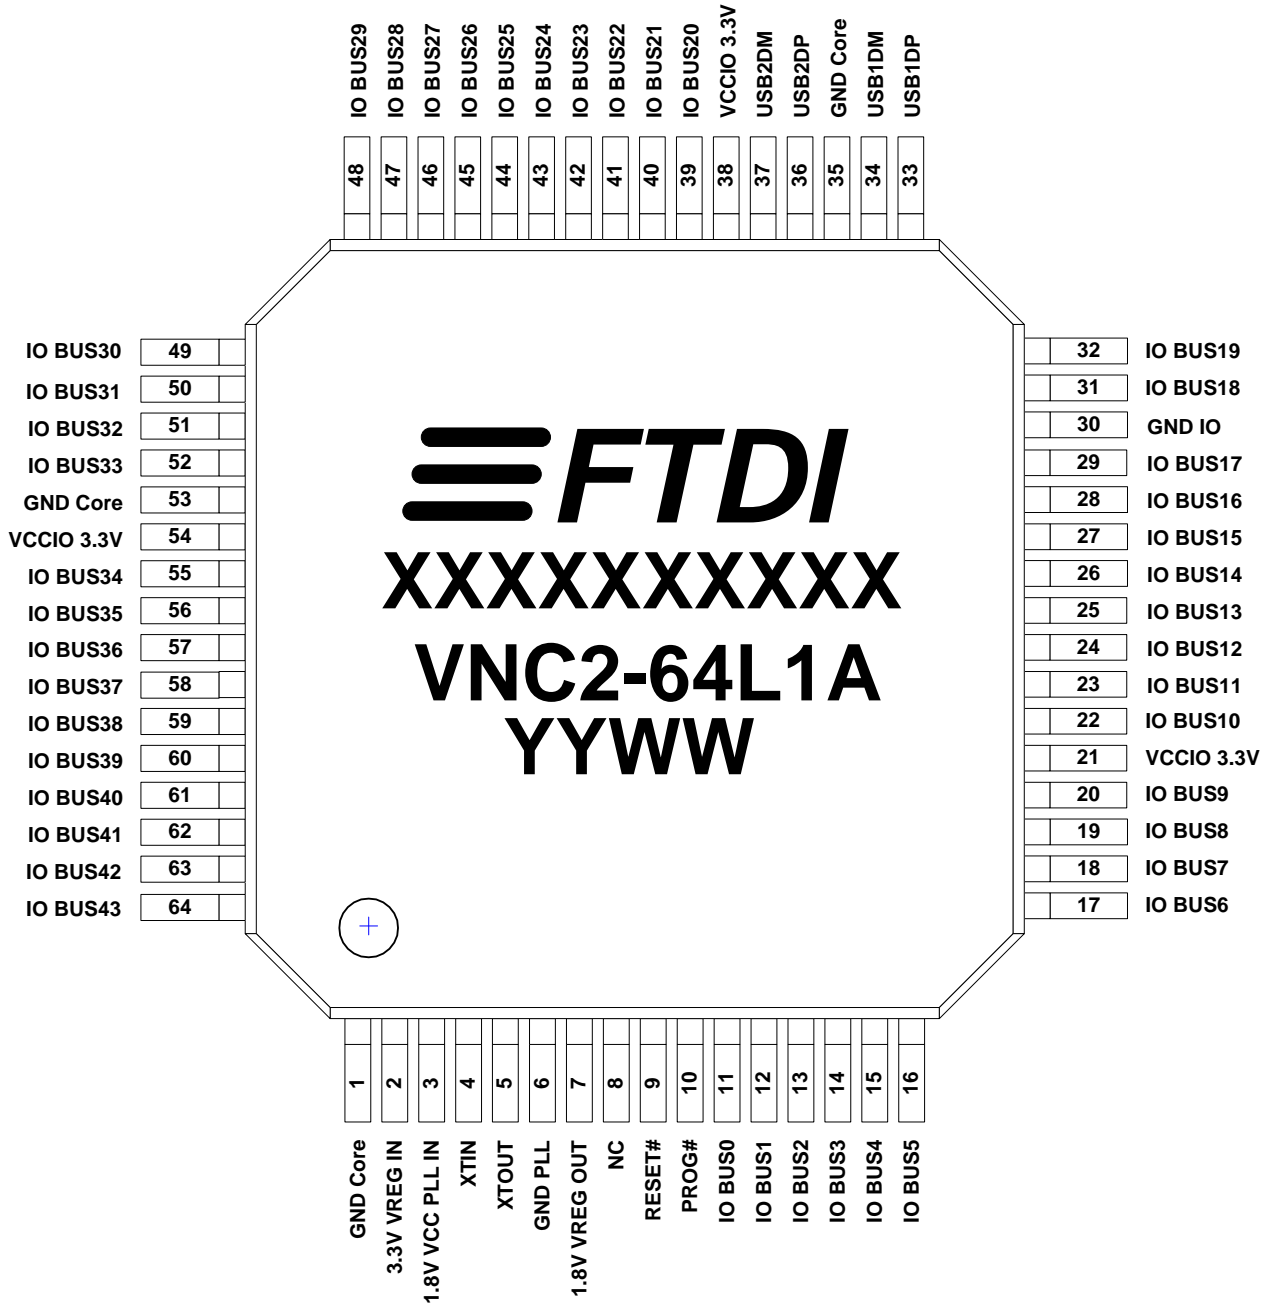 IO BUS29
IO BUS28
IO BUS27
IO BUS26
IO BUS25
IO BUS24
IO BUS23
IO BUS22
IO BUS21
IO BUS20
VCCIO 3.3V
USB2DM
USB2DP
GND Core
USB1DM
USB1DP
48
47
46
45
44
43
42
41
40
39
38
37
36
35
34
33
IO BUS30 49
IO BUS31 50
IO BUS32 51
IO BUS33 52
GND Core 53
VCCIO 3.3V 54
IO BUS34 55
IO BUS35 56
IO BUS36 57
IO BUS37 58
IO BUS38 59
IO BUS39 60
IO BUS40 61
IO BUS41 62
IO BUS42 63
IO BUS43 64
FTDI
XXXXXXXXXX
VNC2-64L1A
YYWW
32 IO BUS19
31 IO BUS18
30 GND IO
29 IO BUS17
28 IO BUS16
27 IO BUS15
26 IO BUS14
25 IO BUS13
24 IO BUS12
23 IO BUS11
22 IO BUS10
21 VCCIO 3.3V
20 IO BUS9
19 IO BUS8
18 IO BUS7
17 IO BUS6
1
2
3
4
5
6
7
8
9
10
11
12
13
14
15
16
GND Core
3.3V VREG IN
1.8V VCC PLL IN
XTIN
XTOUT
GND PLL
1.8V VREG OUT
NC
RESET#
PROG#
IO BUS0
IO BUS1
IO BUS2
IO BUS3
IO BUS4
IO BUS5